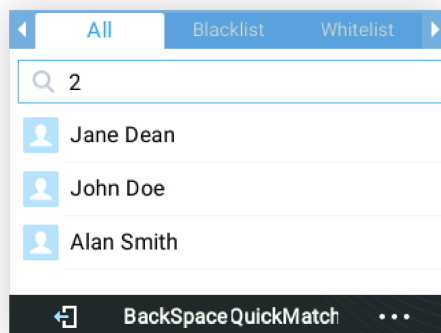 All Blacklist Whitelist
2
Jane Dean
John Doe
Alan Smith
BackSpace QuickMatch